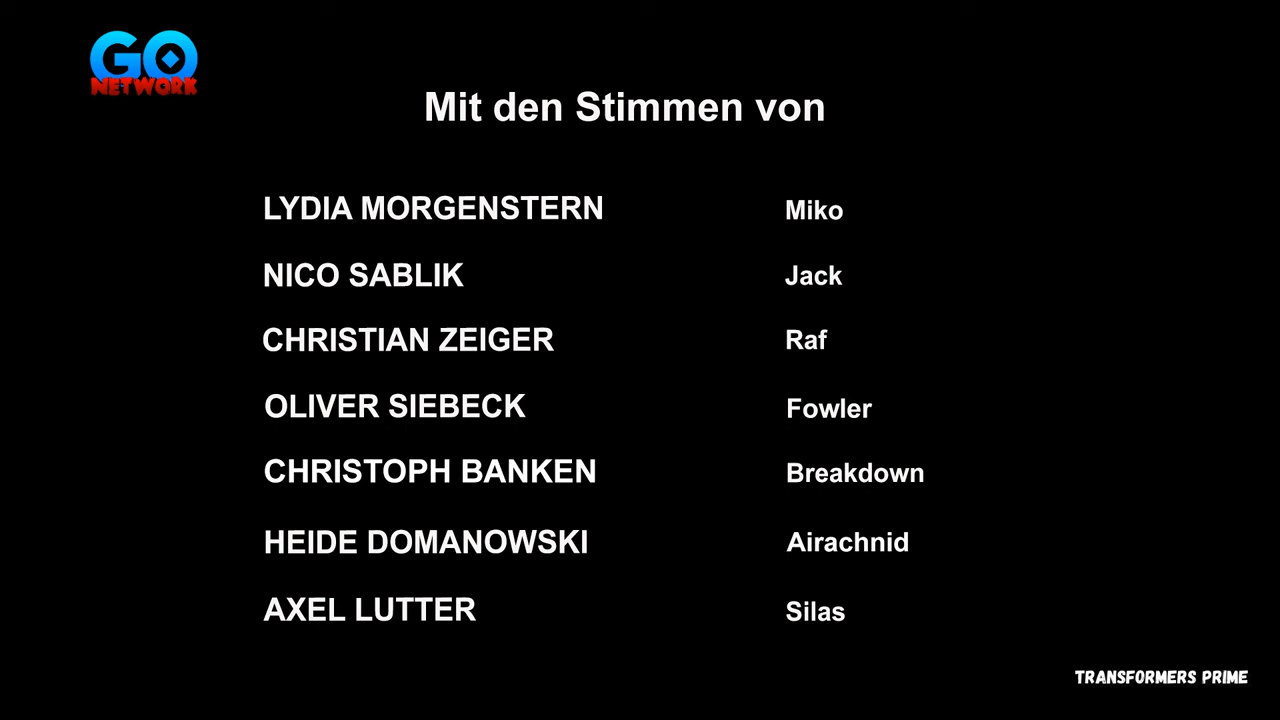 GO
NETWORK
Mit den Stimmen von
LYDIA MORGENSTERN Miko
NICO SABLIK Jack
CHRISTIAN ZEIGER Raf
OLIVER SIEBECK Fowler
CHRISTOPH BANKEN Breakdown
HEIDE DOMANOWSKI Airachnid
AXEL LUTTER Silas
TRANSFORMERS PRIME